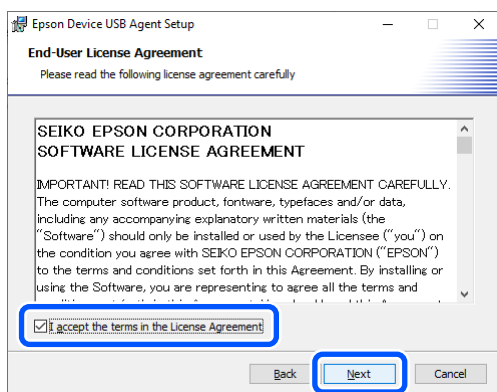 Epson Device USB Agent Setup
End-User License Agreement
Please read the following license agreement carefully
SEIKO EPSON CORPORATION
SOFTWARE LICENSE AGREEMENT
IMPORTANT! READ THIS SOFTWARE LICENSE AGREEMENT CAREFULLY.
The computer software product, fontware, typefaces and/or data,
including any accompanying explanatory written materials (the
"Software") should only be installed or used by the Licensee ("you") on
the condition you agree with SEIKO EPSON CORPORATION ("EPSON")
to the terms and conditions set forth in this Agreement. By installing or
using the Software, you are representing to agree all the terms and
I accept the terms in the License Agreement
Back Next Cancel